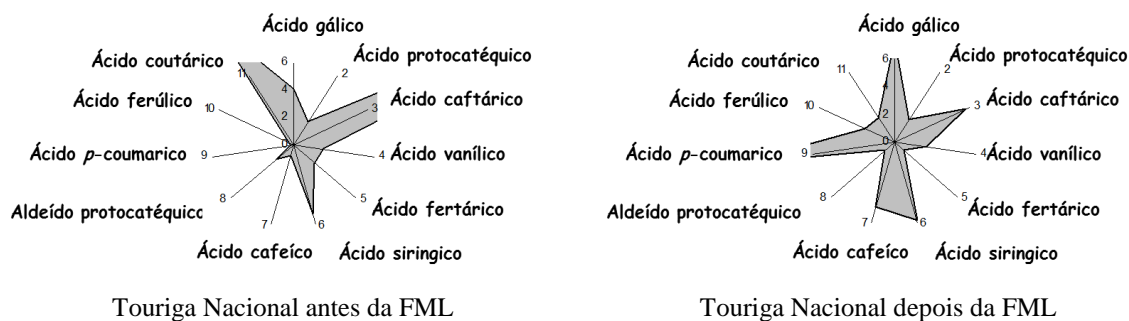 Ácido gálico
Ácido coutárico
11
6
2
Ácido protocatéquico
4
Ácido ferúlico
10
2
3
Ácido caftárico
0
Ácido p-coumarico
9
4
Ácido vanílico
8
5
Aldeído protocatéquico
7
6
Ácido fertárico
Ácido cafeíco
Ácido siringico
Touriga Nacional antes da FML
Ácido gálico
Ácido coutárico
11
6
2
Ácido protocatéquico
4
Ácido ferúlico
10
2
3
Ácido caftárico
0
Ácido p-coumarico
9
4
Ácido vanílico
8
5
Aldeído protocatéquico
7
6
Ácido fertárico
Ácido cafeíco
Ácido siringico
Touriga Nacional depois da FML